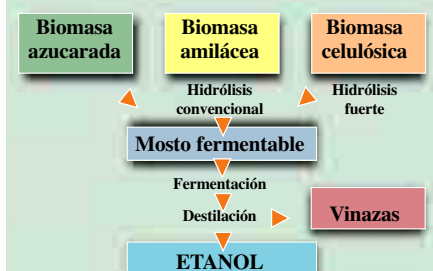 Biomasa
azucarada
Biomasa
amilácea
Biomasa
celulósica
Hidrólisis
convencional
Hidrólisis
fuerte
Mosto fermentable
Fermentación
Destilación
Vinazas
ETANOL